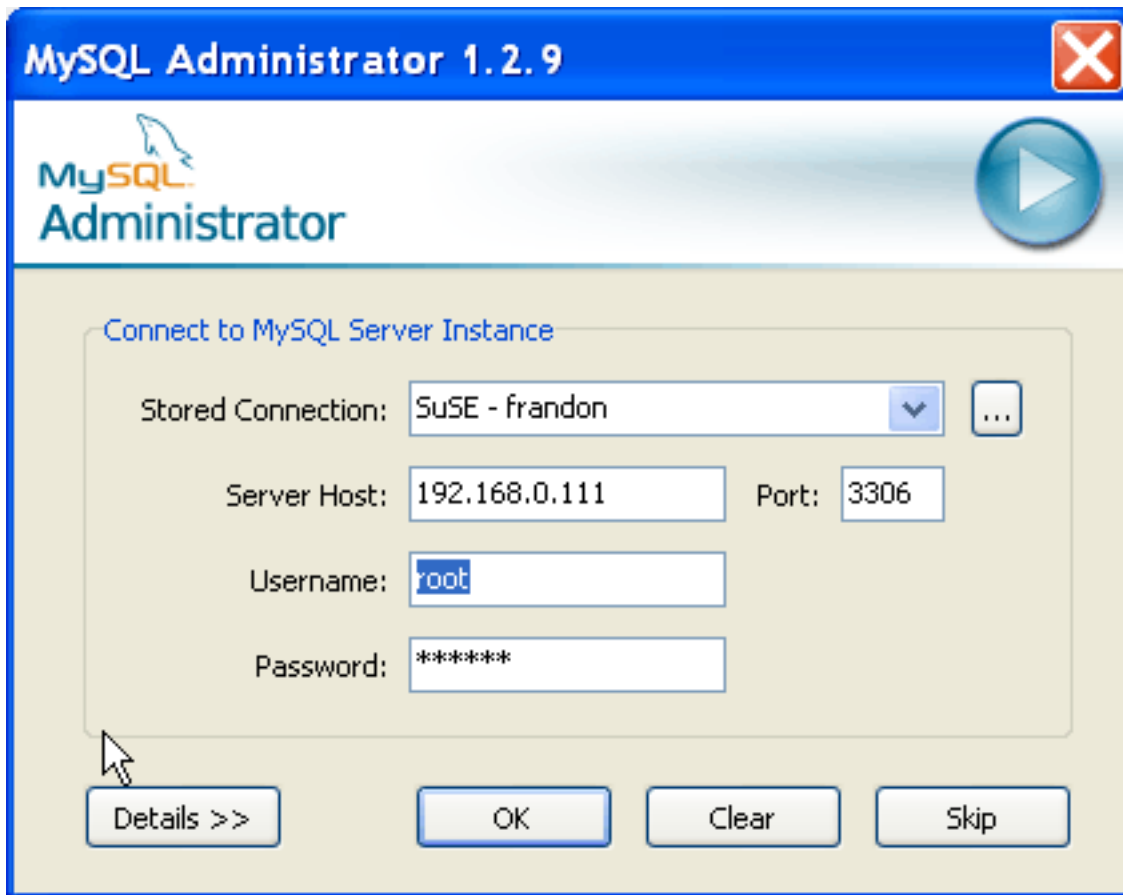 MySQL Administrator 1.2.9
MySQL
Administrator
Connect to MySQL Server Instance
Stored Connection: SuSE - frandon ...
Server Host: 192.168.0.111 Port: 3306
Username: root
Password: ******
Details >> OK Clear Skip